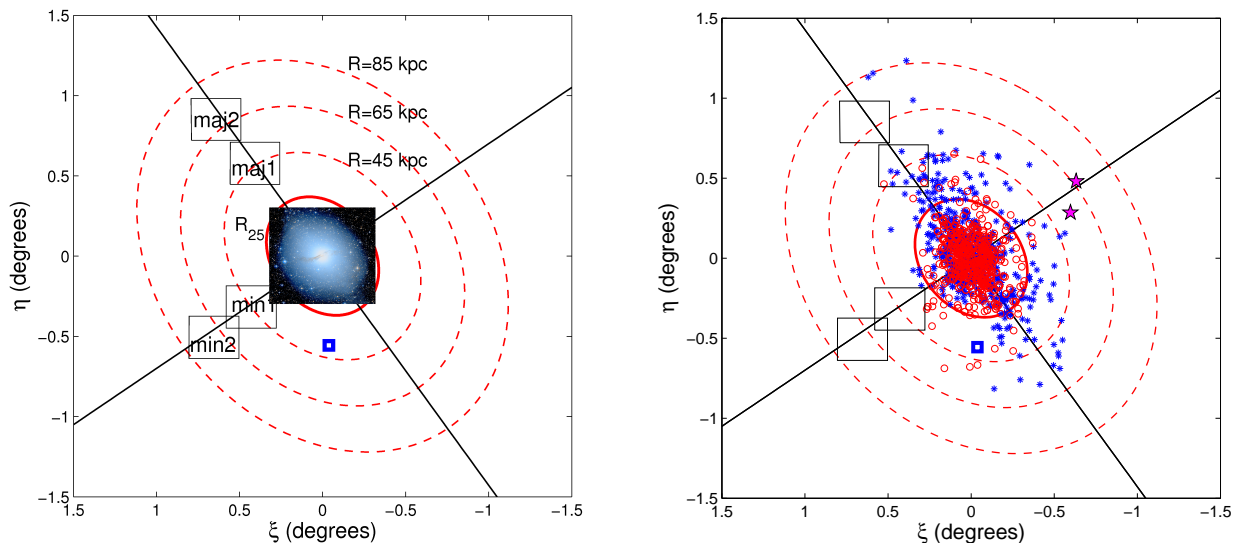 R=85 kpc
R=65 kpc
R=45 kpc
maj2
maj1
R25
min1
min2
1.5
1
0.5
0
−0.5
−1
−1.5
η (degrees)
1.5 1 0.5 0 −0.5 −1 −1.5
ξ (degrees)
1.5
1
0.5
0
−0.5
−1
−1.5
η (degrees)
1.5 1 0.5 0 −0.5 −1 −1.5
ξ (degrees)